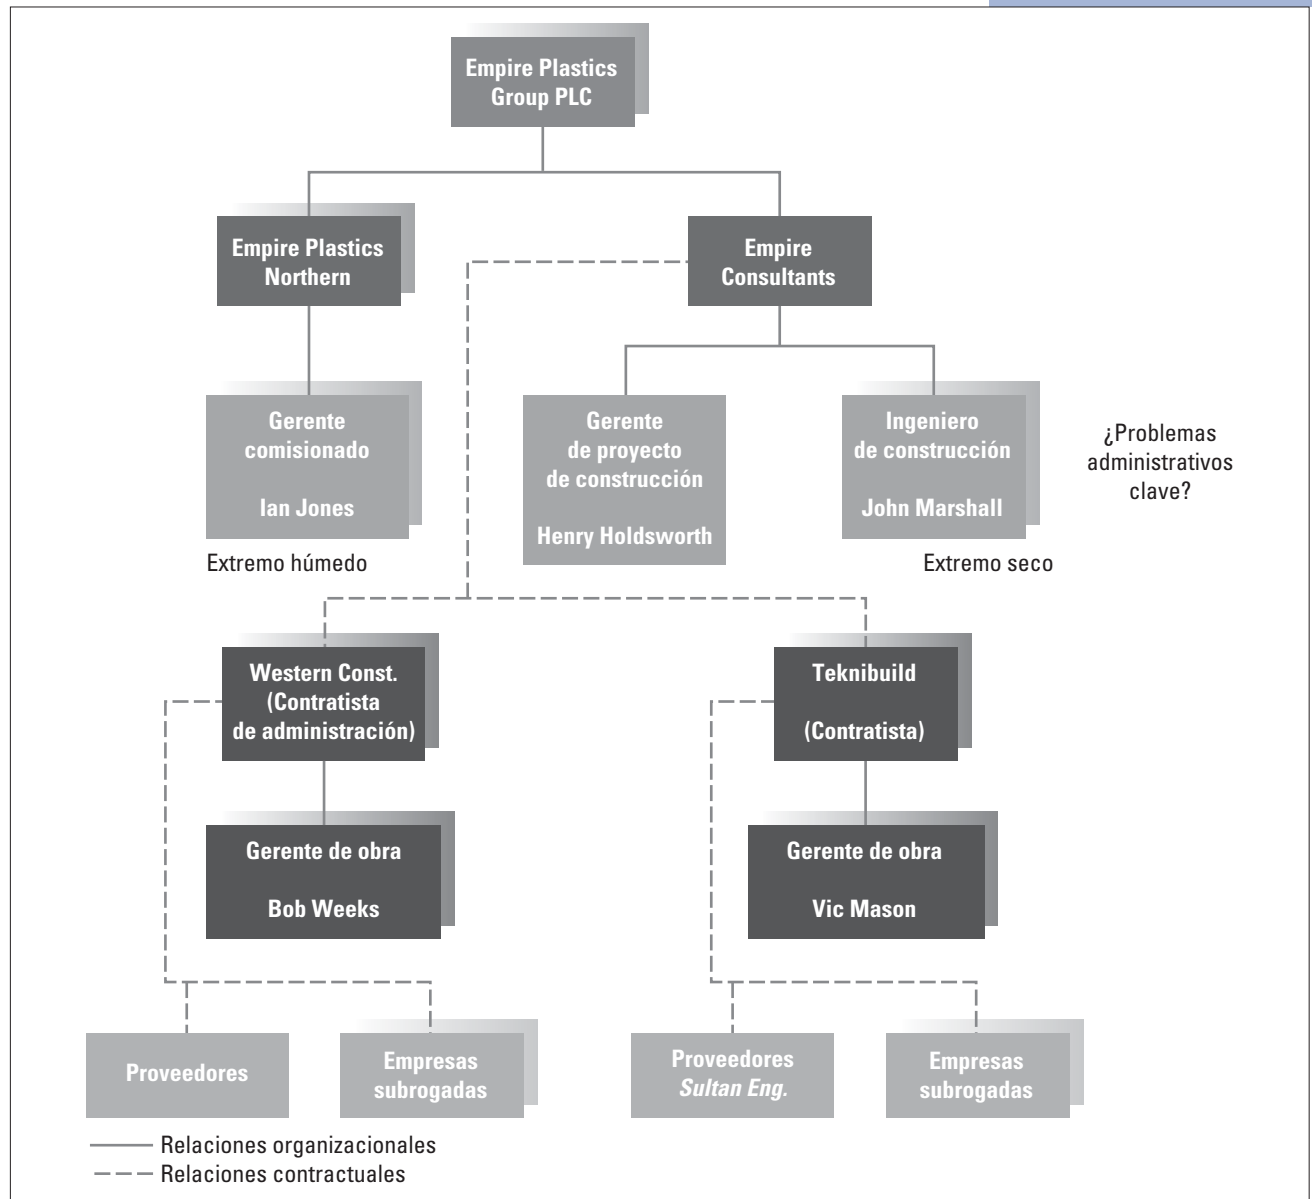 Empire Plastics
Group PLC
Empire Plastics
Northern
Empire
Consultants
Gerente
comisionado
Ian Jones
Gerente
de proyecto
de construcción
Henry Holdsworth
Ingeniero
de construcción
John Marshall
¿Problemas
administrativos
clave?
Extremo húmedo
Extremo seco
Western Const.
(Contratista
de administración)
Teknibuild
(Contratista)
Gerente de obra
Bob Weeks
Gerente de obra
Vic Mason
Proveedores
Empresas
subrogadas
Proveedores
Sultan Eng.
Empresas
subrogadas
Relaciones organizacionales
Relaciones contractuales